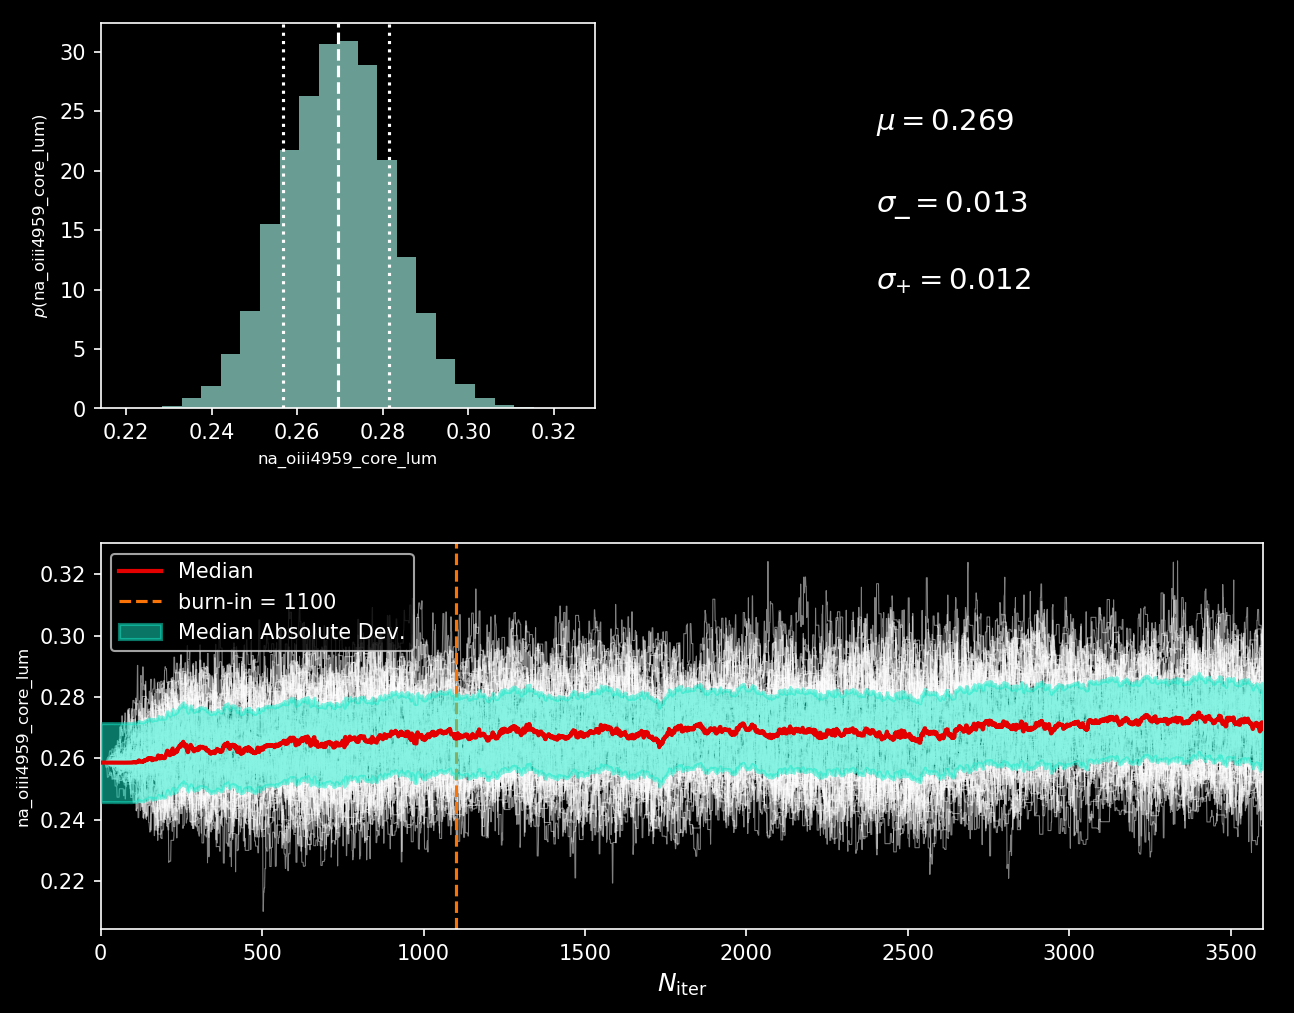 30
25
20
15
10
5
0
p(na_oiii4959_core_lum)
0.22 0.24 0.26 0.28 0.30 0.32
na_oiii4959_core_lum
μ = 0.269
σ₋ = 0.013
σ₊ = 0.012
Median
burn-in = 1100
Median Absolute Dev.
0.32
0.30
0.28
0.26
0.24
0.22
na_oiii4959_core_lum
0 500 1000 1500 2000 2500 3000 3500
N_iter